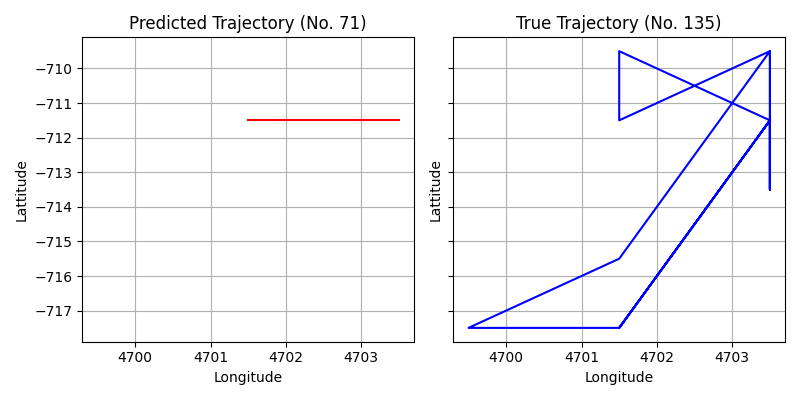 Predicted Trajectory (No. 71)
−710
−711
−712
−713
−714
−715
−716
−717
Lattitude
4700
4701
4702
4703
Longitude
True Trajectory (No. 135)
Lattitude
4700
4701
4702
4703
Longitude